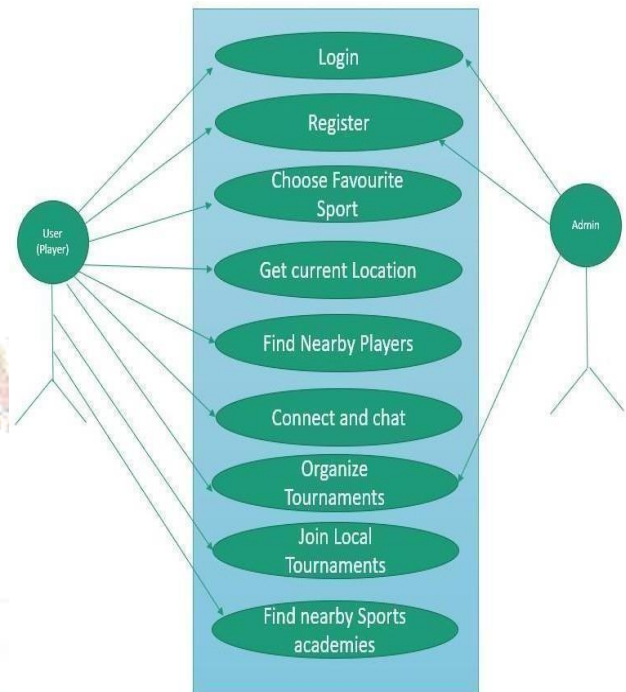 Login
Register
Choose Favourite
Sport
User
(Player)
Admin
Get current Location
Find Nearby Players
Connect and chat
Organize
Tournaments
Join Local
Tournaments
Find nearby Sports
academies